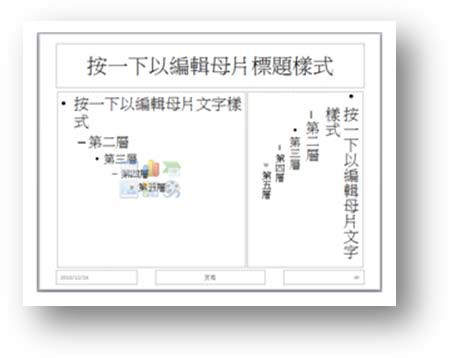 按一下以編輯母片標題樣式
• 按一下以編輯母片文字樣
式
– 第二層
• 第三層
– 第四層
» 第五層
• 按一下以編輯母片文字
樣式
– 第二層
• 第三層
– 第四層
» 第五層
頁尾